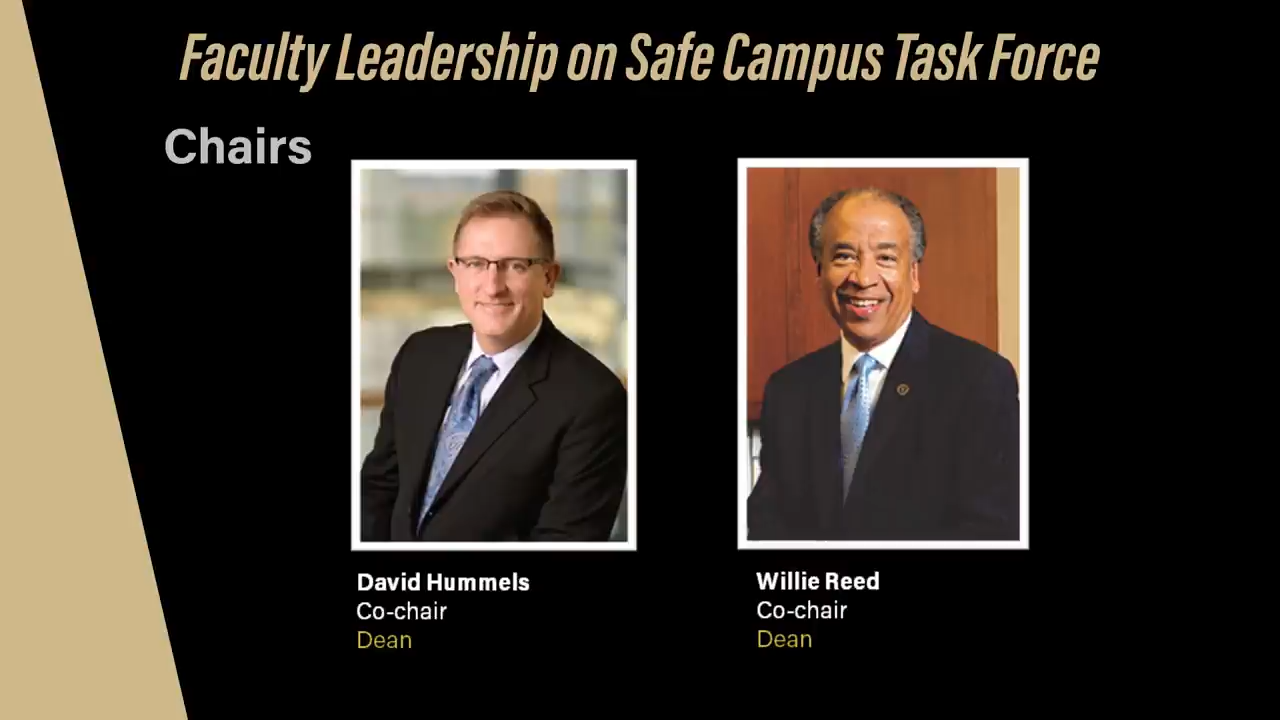 Faculty Leadership on Safe Campus Task Force
Chairs
David Hummels
Co-chair
Dean
Willie Reed
Co-chair
Dean